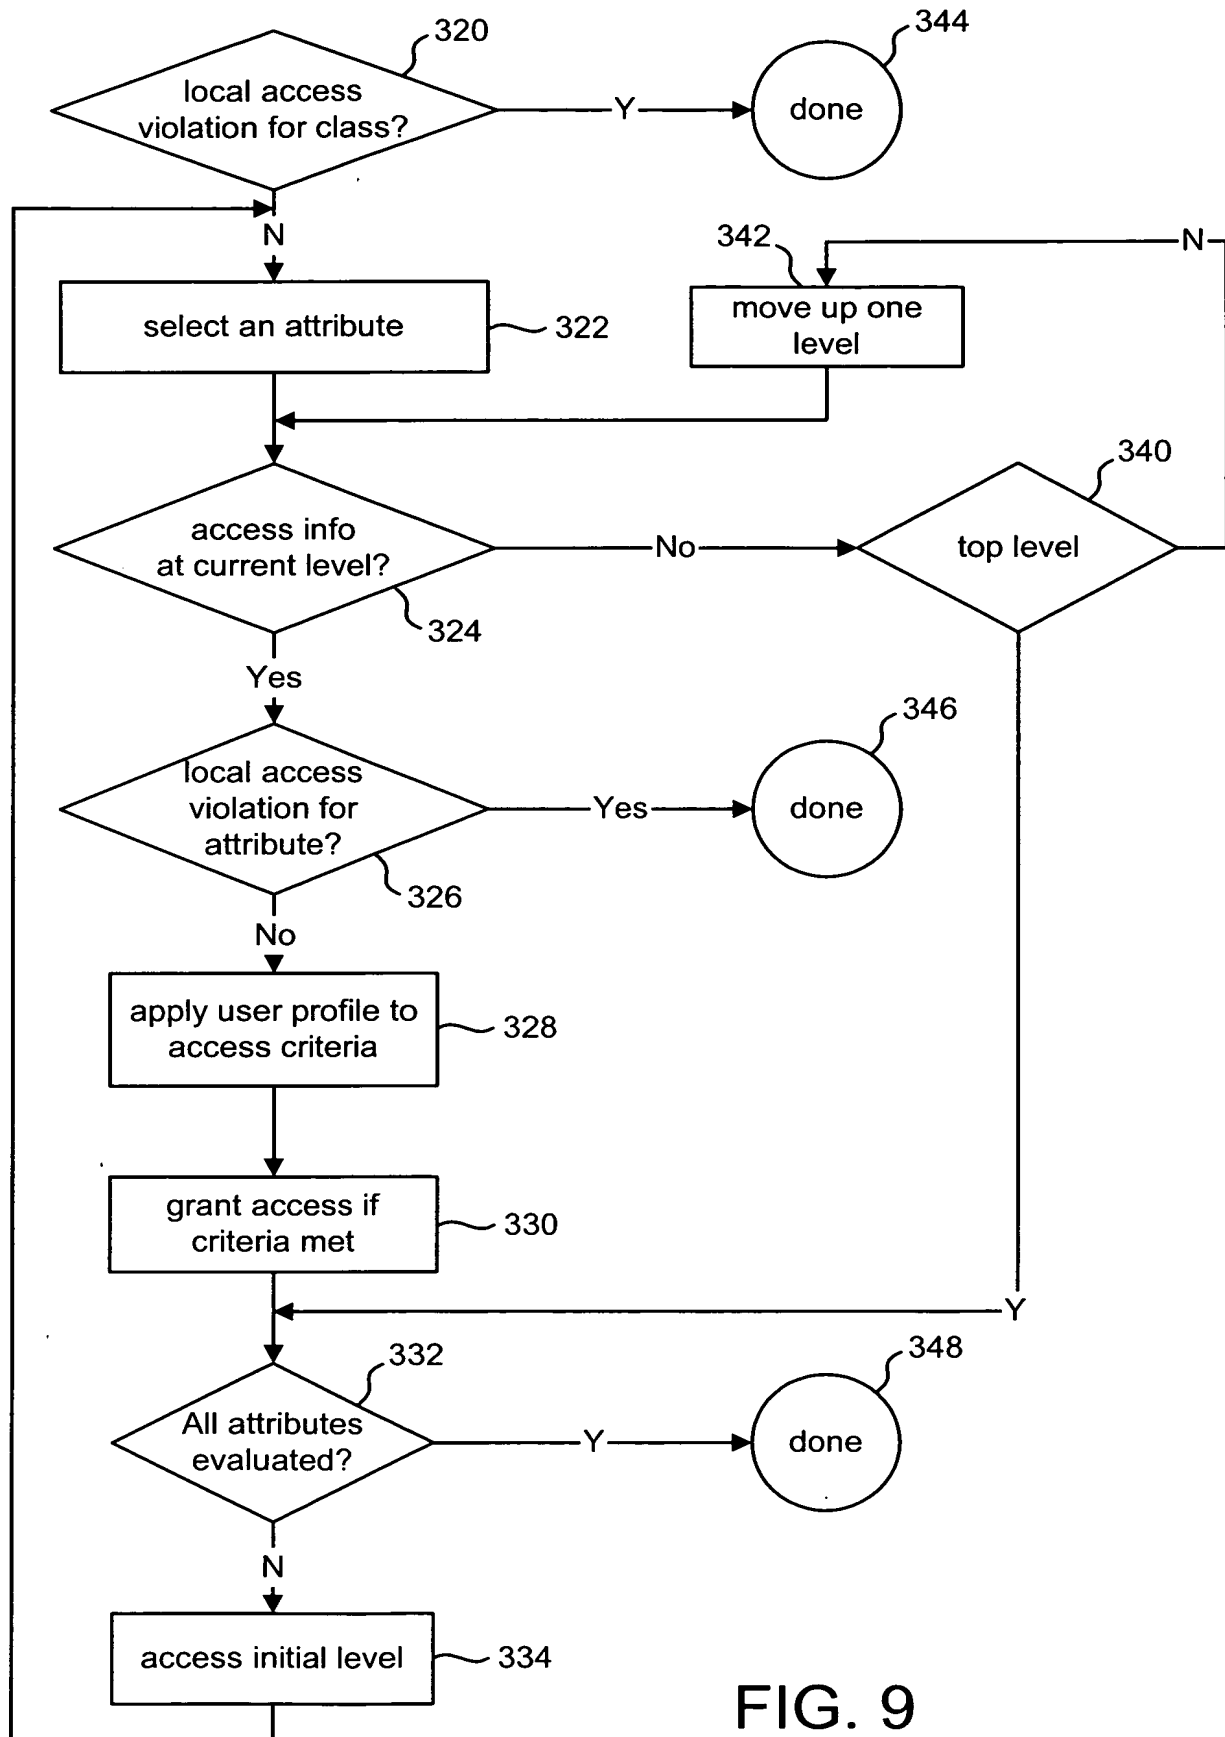 320
local access
violation for class?
Y
344
done
N
select an attribute
322
342
move up one
level
N
access info
at current level?
324
No
340
top level
Yes
local access
violation for
attribute?
326
Yes
346
done
No
apply user profile to
access criteria
328
grant access if
criteria met
330
Y
332
All attributes
evaluated?
Y
348
done
N
access initial level
334
FIG. 9